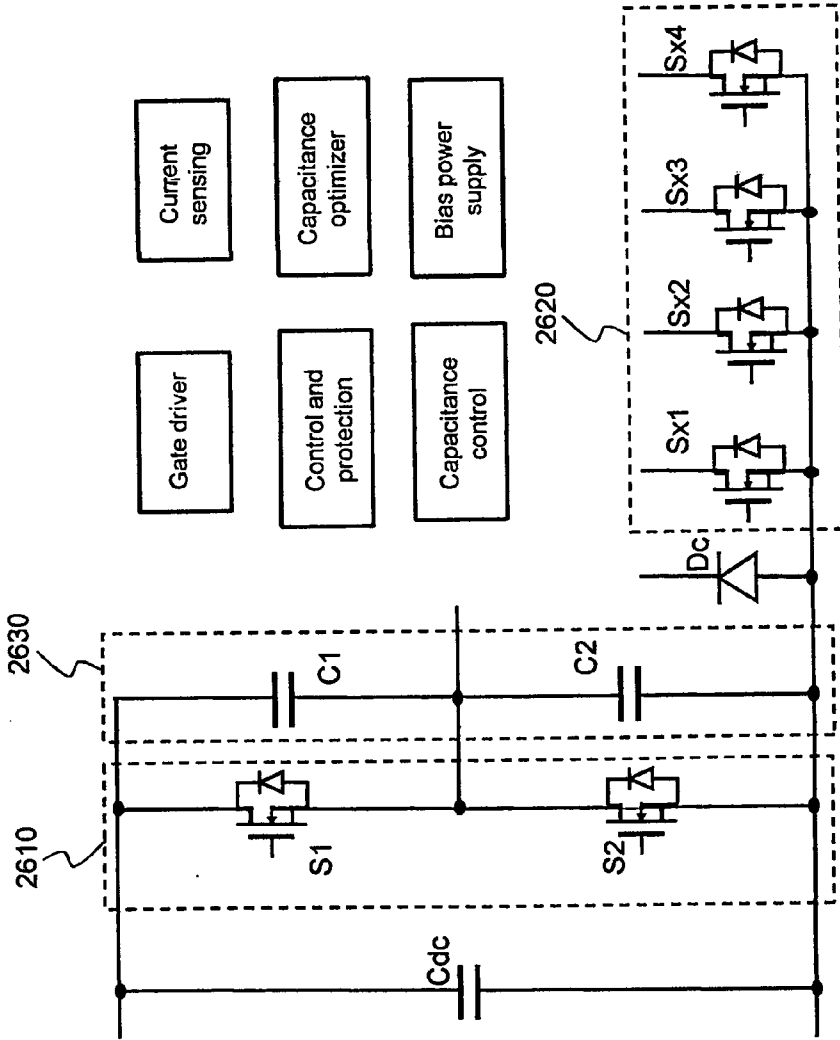 2610
2630
Cdc
S1
S2
C1
C2
Dc
Gate driver
Current
sensing
Control and
protection
Capacitance
optimizer
Capacitance
control
Bias power
supply
2620
Sx1
Sx2
Sx3
Sx4